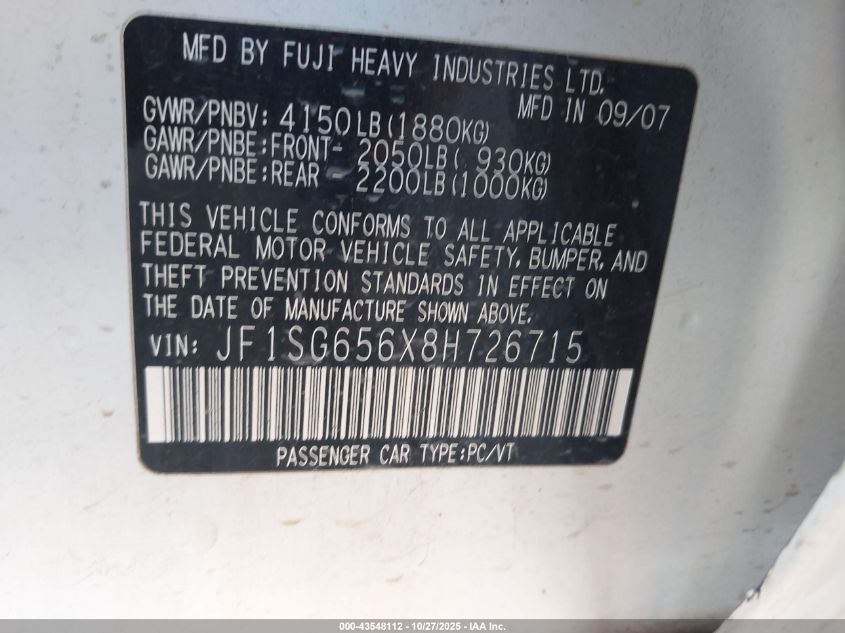 MFD BY FUJI HEAVY INDUSTRIES LTD.
MFD IN 09/07
GVWR/PNBV: 4150LB(1880KG)
GAWR/PNBE:FRONT- 2050LB( 930KG)
GAWR/PNBE:REAR - 2200LB(1000KG)
THIS VEHICLE CONFORMS TO ALL APPLICABLE
FEDERAL MOTOR VEHICLE SAFETY, BUMPER, AND
THEFT PREVENTION STANDARDS IN EFFECT ON
THE DATE OF MANUFACTURE SHOWN ABOVE.
VIN: JF1SG656X8H726715
PASSENGER CAR TYPE:PC/VT
000-43548112 • 10/27/2025 - IAA Inc.